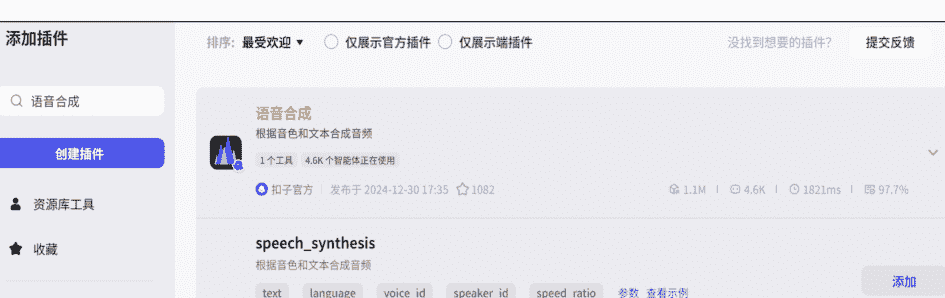 添加插件
排序: 最受欢迎 仅展示官方插件 仅展示端插件 没找到想要的插件? 提交反馈
语音合成
创建插件
资源库工具
收藏
语音合成
根据音色和文本合成音频
1 个工具 4.6K 个智能体正在使用
扣子官方 发布于 2024-12-30 17:35 1082 1.1M 4.6K 1821ms 97.7%
speech_synthesis
根据音色和文本合成音频
添加
text language voice_id speaker_id speed_ratio 参数 查看示例